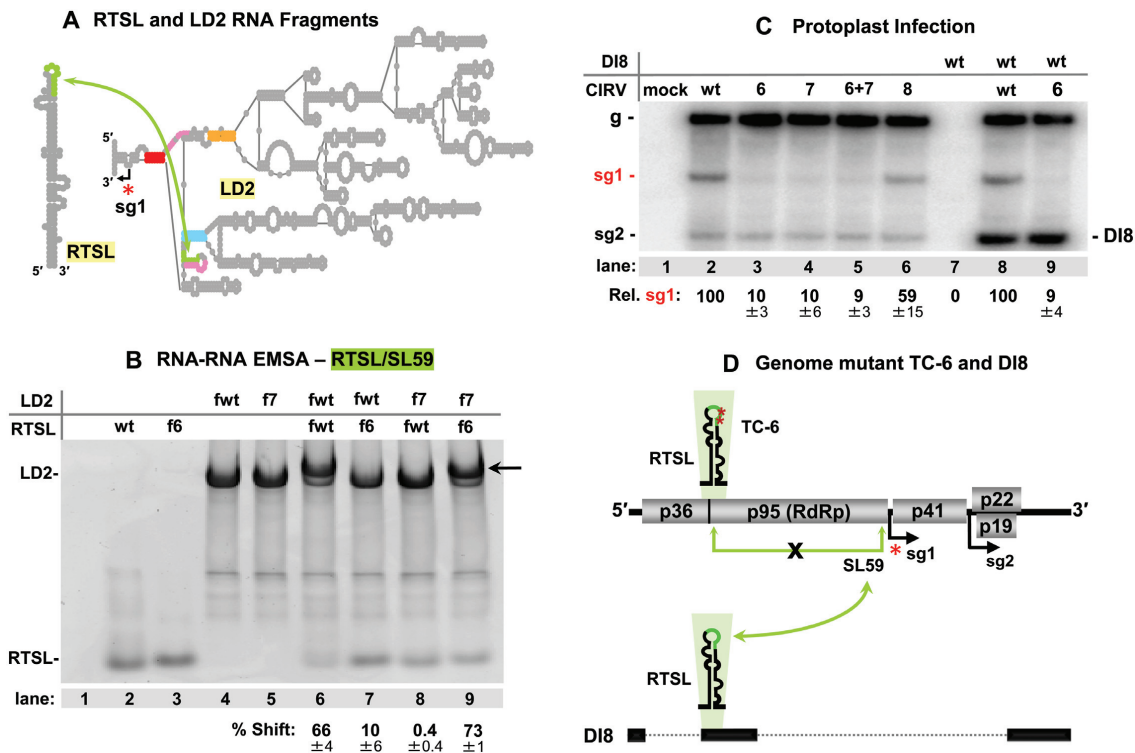 A RTSL and LD2 RNA Fragments
5′
3′
*
sg1
LD2
RTSL
5′ 3′
B RNA-RNA EMSA – RTSL/SL59
LD2 fwt f7 fwt fwt f7 f7
RTSL wt f6 fwt f6 fwt f6
LD2-
RTSL-
lane: 1 2 3 4 5 6 7 8 9
% Shift: 66 10 0.4 73
±4 ±6 ±0.4 ±1
C Protoplast Infection
DI8 wt wt wt
CIRV mock wt 6 7 6+7 8 wt 6
g -
sg1 -
sg2 - - DI8
lane: 1 2 3 4 5 6 7 8 9
Rel. sg1: 100 10 10 9 59 0 100 9
±3 ±6 ±3 ±15 ±4
D Genome mutant TC-6 and DI8
* *
TC-6
RTSL
5′ p36 p95 (RdRp) p41 p22 3′
p19
X * sg1
sg2
SL59
RTSL
DI8